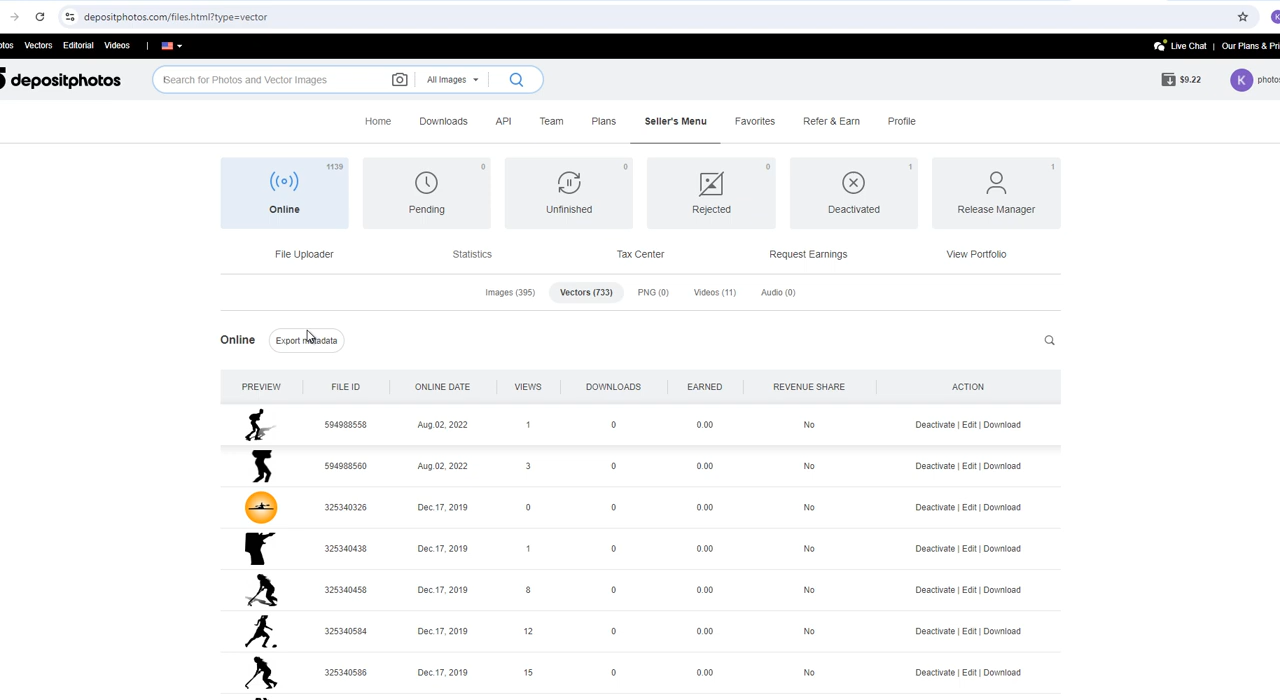 depositphotos.com/files.html?type=vector
Vectors Editorial Videos | Live Chat | Our Plans &
depositphotos Search for Photos and Vector Images All Images $9.22 K
Home Downloads API Team Plans Seller's Menu Favorites Refer & Earn Profile
1139 0 0 0 1 1
Online Pending Unfinished Rejected Deactivated Release Manager
File Uploader Statistics Tax Center Request Earnings View Portfolio
Images (395) Vectors (733) PNG (0) Videos (11) Audio (0)
Online Export metadata
PREVIEW FILE ID ONLINE DATE VIEWS DOWNLOADS EARNED REVENUE SHARE ACTION
594988558 Aug.02, 2022 1 0 0.00 No Deactivate | Edit | Download
594988560 Aug.02, 2022 3 0 0.00 No Deactivate | Edit | Download
325340326 Dec.17, 2019 0 0 0.00 No Deactivate | Edit | Download
325340438 Dec.17, 2019 1 0 0.00 No Deactivate | Edit | Download
325340458 Dec.17, 2019 8 0 0.00 No Deactivate | Edit | Download
325340584 Dec.17, 2019 12 0 0.00 No Deactivate | Edit | Download
325340586 Dec.17, 2019 15 0 0.00 No Deactivate | Edit | Download